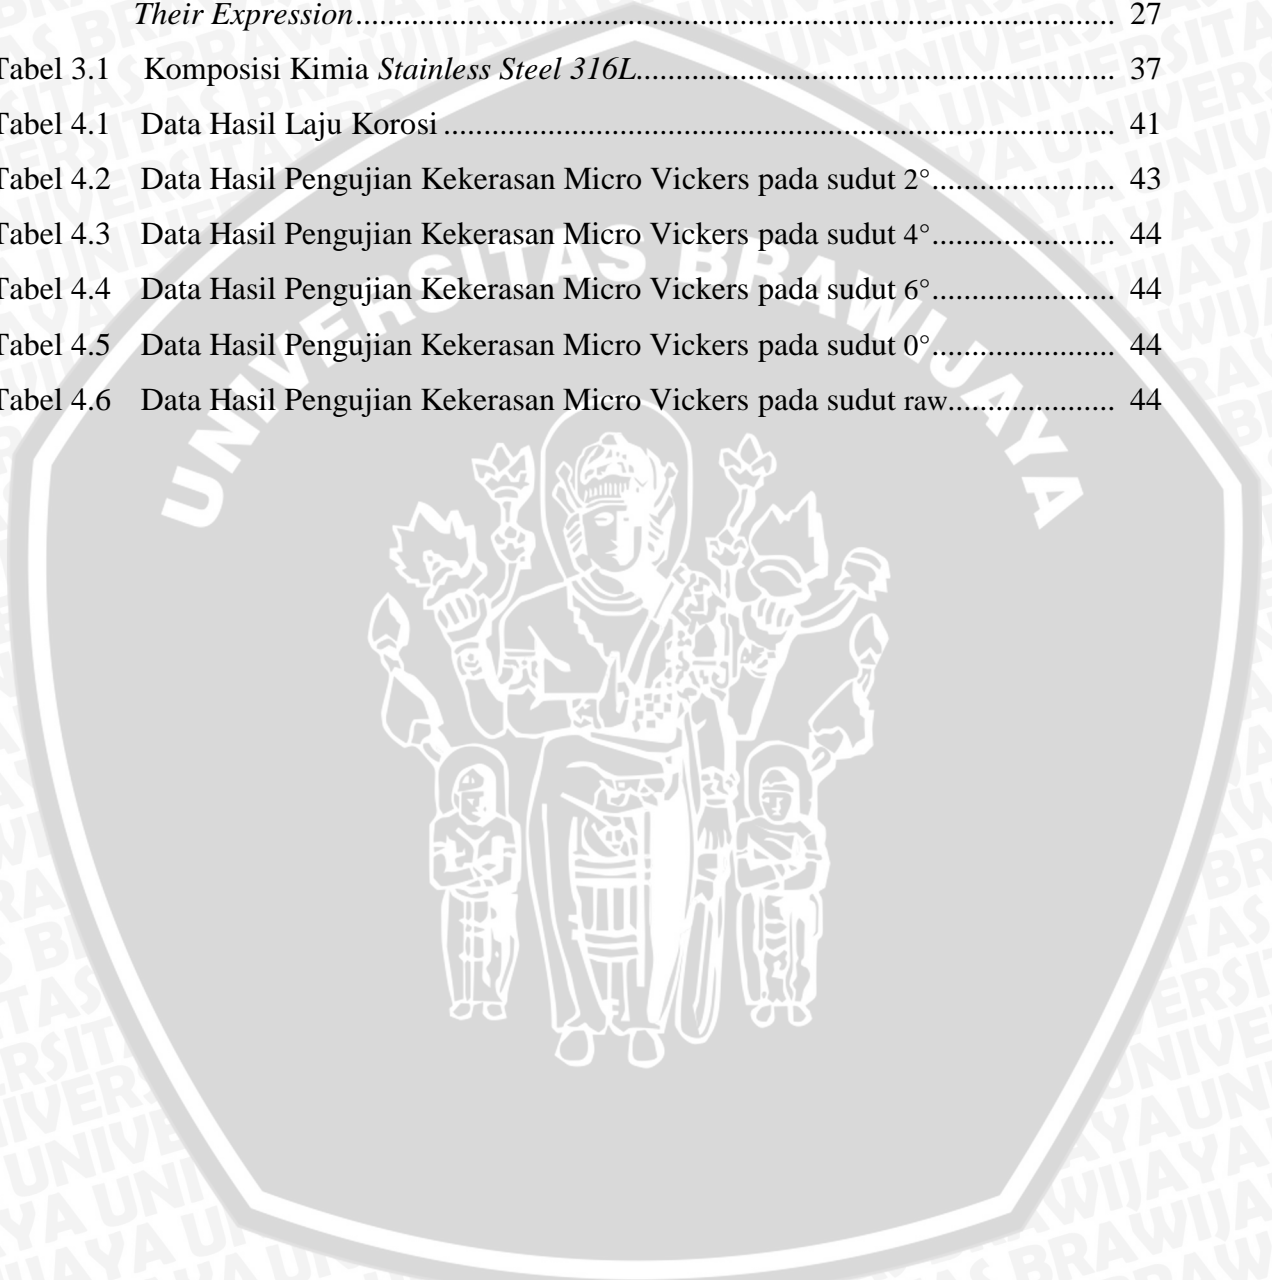 Their Expression.................................................................................................. 27
Tabel 3.1 Komposisi Kimia Stainless Steel 316L............................................................. 37
Tabel 4.1 Data Hasil Laju Korosi ...................................................................................... 41
Tabel 4.2 Data Hasil Pengujian Kekerasan Micro Vickers pada sudut 2°....................... 43
Tabel 4.3 Data Hasil Pengujian Kekerasan Micro Vickers pada sudut 4°....................... 44
Tabel 4.4 Data Hasil Pengujian Kekerasan Micro Vickers pada sudut 6°....................... 44
Tabel 4.5 Data Hasil Pengujian Kekerasan Micro Vickers pada sudut 0°....................... 44
Tabel 4.6 Data Hasil Pengujian Kekerasan Micro Vickers pada sudut raw..................... 44
UNIVERSITAS BRAWIJAYA